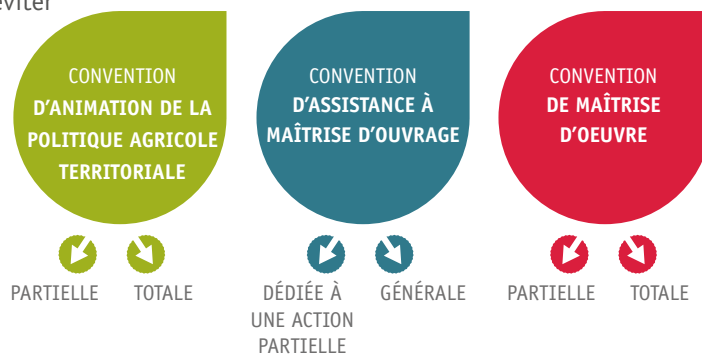 éviter
CONVENTION
D'ANIMATION DE LA
POLITIQUE AGRICOLE
TERRITORIALE
CONVENTION
D'ASSISTANCE À
MAÎTRISE D'OUVRAGE
CONVENTION
DE MAÎTRISE
D'OEUVRE
PARTIELLE
TOTALE
DÉDIÉE À
UNE ACTION
PARTIELLE
GÉNÉRALE
PARTIELLE
TOTALE